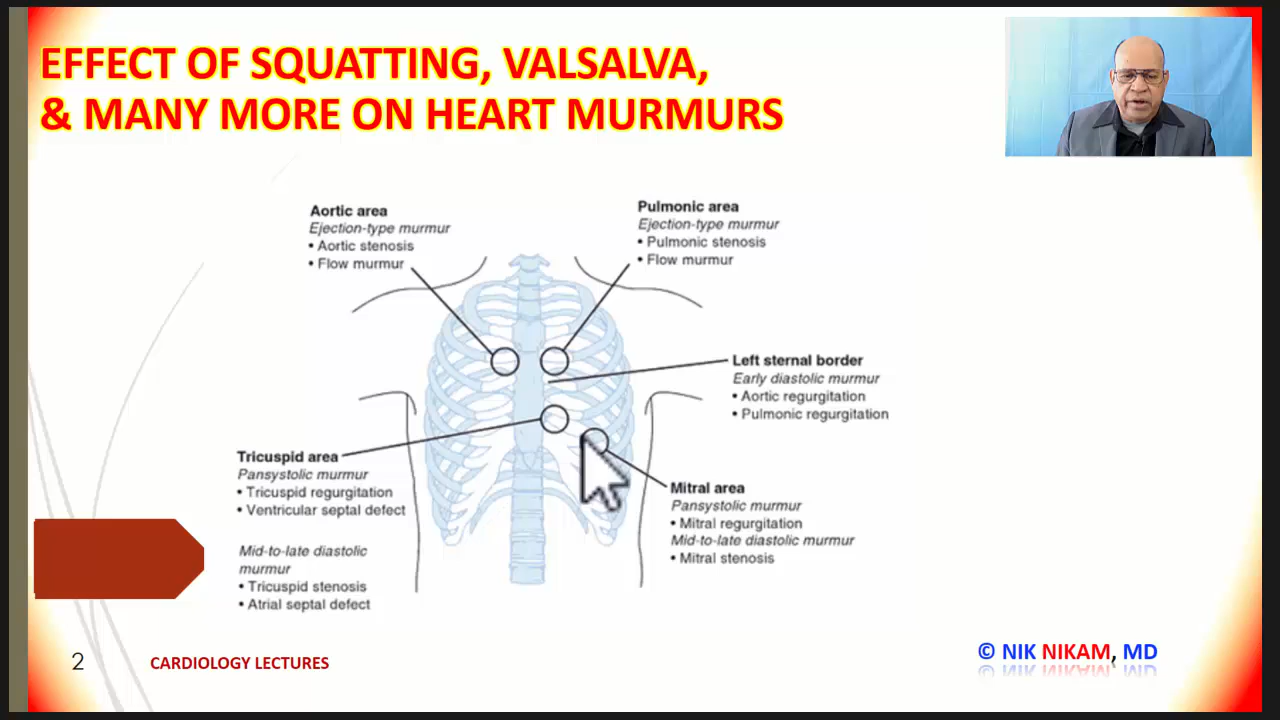 EFFECT OF SQUATTING, VALSALVA,
& MANY MORE ON HEART MURMURS
Aortic area
Ejection-type murmur
• Aortic stenosis
• Flow murmur
Pulmonic area
Ejection-type murmur
• Pulmonic stenosis
• Flow murmur
Left sternal border
Early diastolic murmur
• Aortic regurgitation
• Pulmonic regurgitation
Tricuspid area
Pansystolic murmur
• Tricuspid regurgitation
• Ventricular septal defect
Mid-to-late diastolic
murmur
• Tricuspid stenosis
• Atrial septal defect
Mitral area
Pansystolic murmur
• Mitral regurgitation
Mid-to-late diastolic murmur
• Mitral stenosis
2
CARDIOLOGY LECTURES
© NIK NIKAM, MD